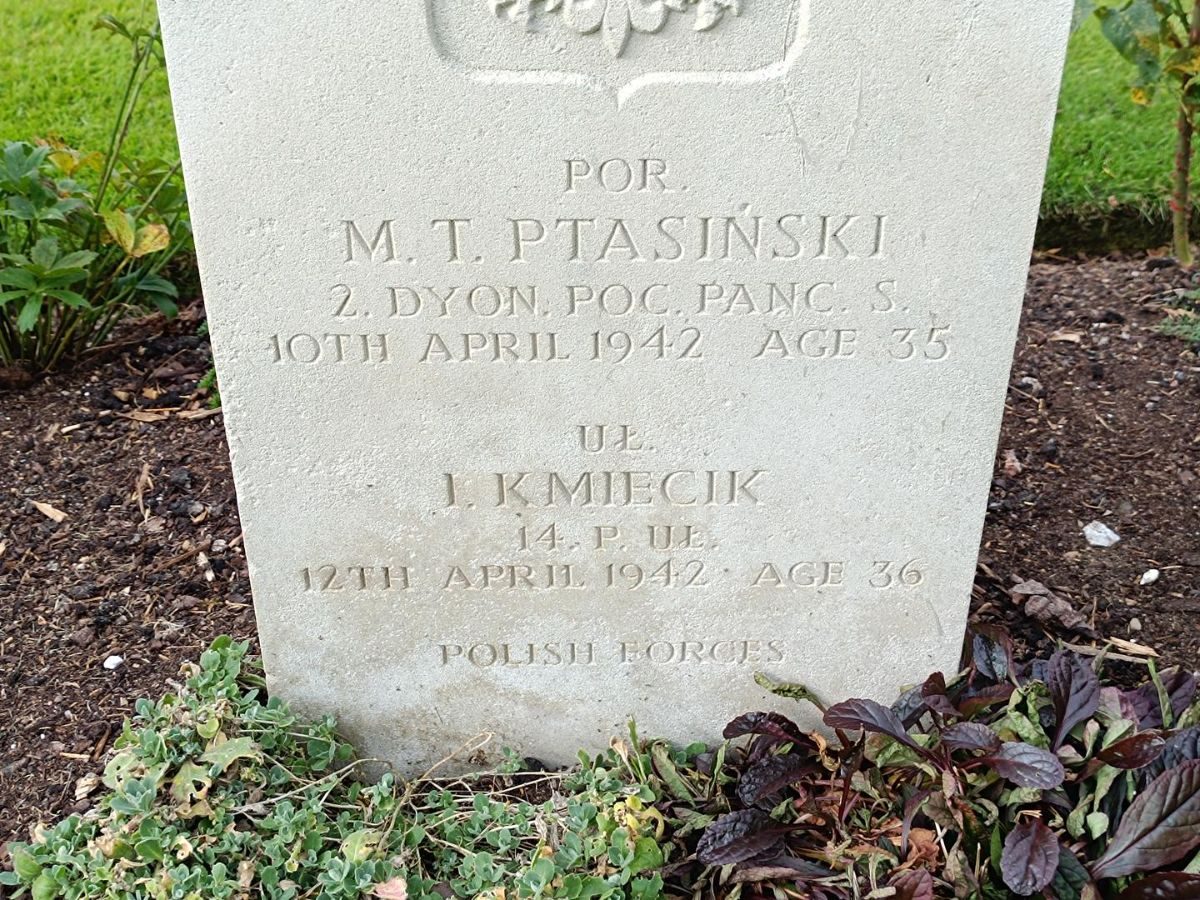 POR.
M. T. PTASIŃSKI
2. DYON. POC. PANC. S.
10TH APRIL 1942 AGE 35
UŁ.
I. KMIECIK
14. P. UŁ.
12TH APRIL 1942 · AGE 36
POLISH FORCES